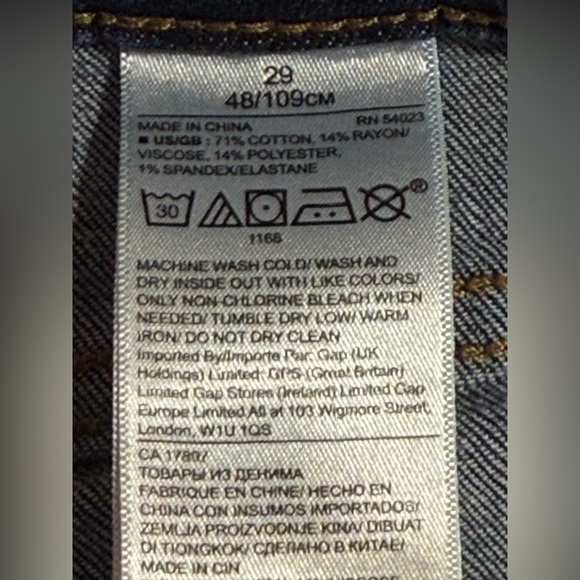 29
48/109CM
MADE IN CHINA RN 54023
■ US/GB : 71% COTTON, 14% RAYON/
VISCOSE, 14% POLYESTER,
1% SPANDEX/ELASTANE
30
®
1166
MACHINE WASH COLD/ WASH AND
DRY INSIDE OUT WITH LIKE COLORS/
ONLY NON-CHLORINE BLEACH WHEN
NEEDED/ TUMBLE DRY LOW/ WARM
IRON/ DO NOT DRY CLEAN
Imported By/Importe Par: Gap (UK
Holdings) Limited: GPS (Great Britain)
Limited Gap Stores (Ireland) Limited Gap
Europe Limited All at 103 Wigmore Street,
London, W1U 1QS
CA 17897
ТОВАРЫ ИЗ ДЕНИМА
FABRIQUE EN CHINE/ HECHO EN
CHINA CON INSUMOS IMPORTADOS/
ZEMLJA PROIZVODNJE KINA/ DIBUAT
DI TIONGKOK/ СДЕЛАНО В КИТАЕ/
MADE IN CIN